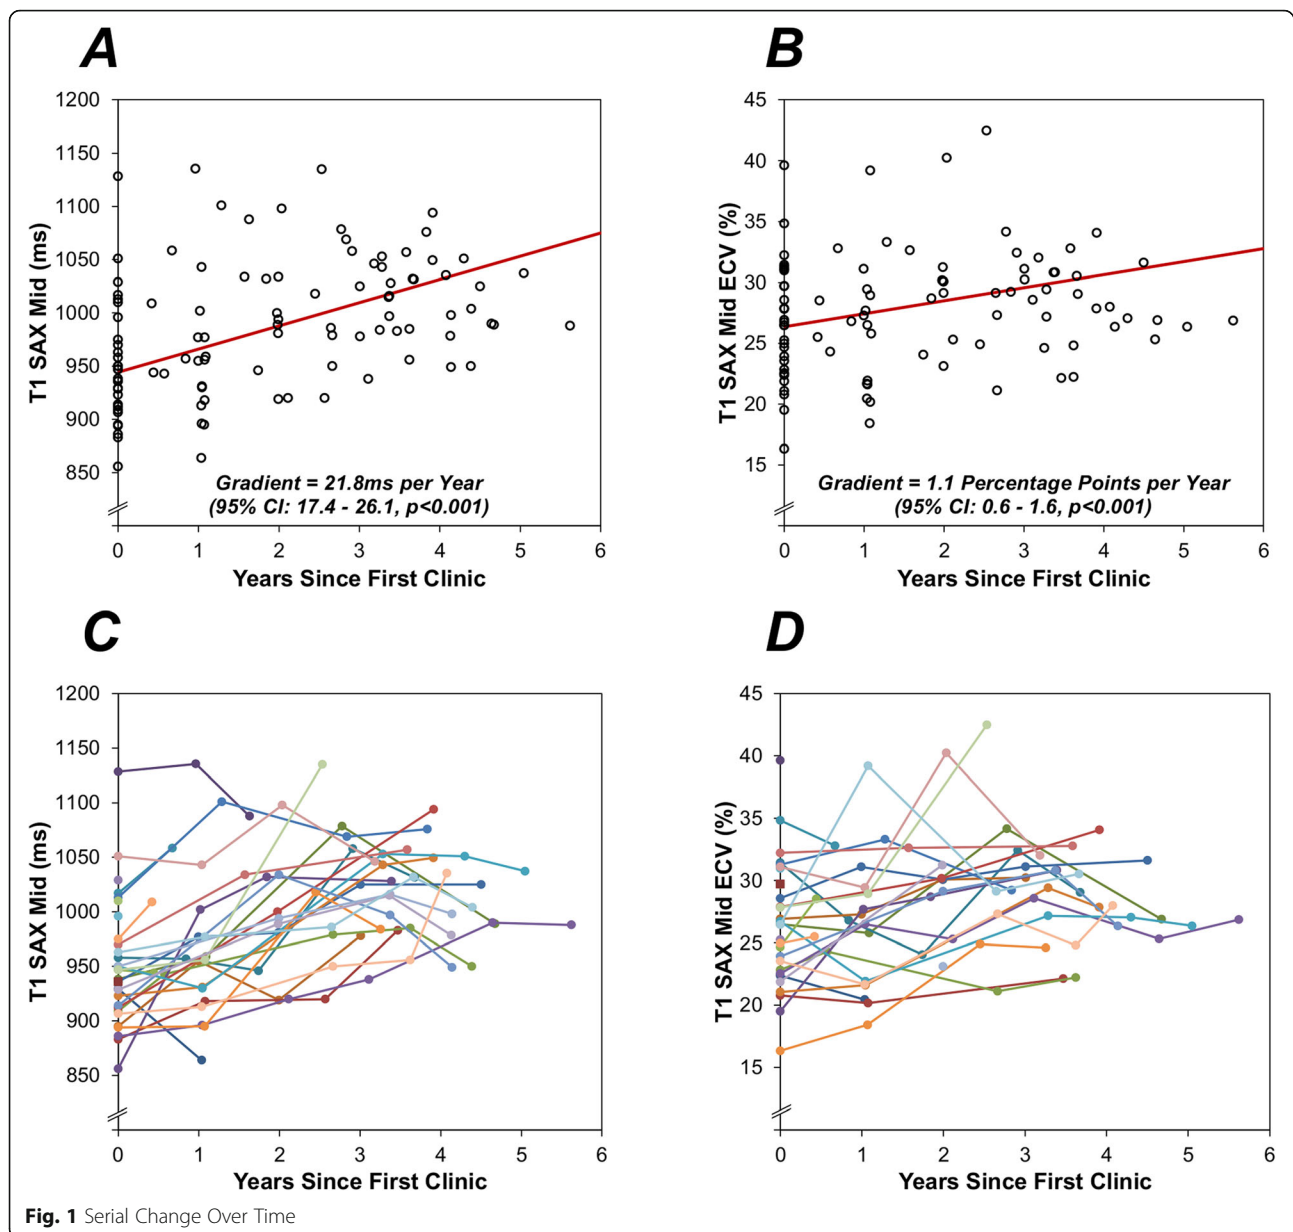 A
B
T1 SAX Mid (ms)
1200
1150
1100
1050
1000
950
900
850
Gradient = 21.8ms per Year
(95% CI: 17.4 - 26.1, p<0.001)
0 1 2 3 4 5 6
Years Since First Clinic
T1 SAX Mid ECV (%)
45
40
35
30
25
20
15
Gradient = 1.1 Percentage Points per Year
(95% CI: 0.6 - 1.6, p<0.001)
0 1 2 3 4 5 6
Years Since First Clinic
C
D
T1 SAX Mid (ms)
1200
1150
1100
1050
1000
950
900
850
0 1 2 3 4 5 6
Years Since First Clinic
T1 SAX Mid ECV (%)
45
40
35
30
25
20
15
0 1 2 3 4 5 6
Years Since First Clinic
Fig. 1 Serial Change Over Time